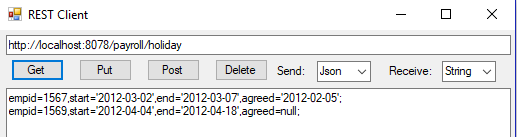 REST Client
http://localhost:8078/payroll/holiday
Get Put Post Delete Send: Json Receive: String
empid=1567,start='2012-03-02',end='2012-03-07',agreed='2012-02-05';
empid=1569,start='2012-04-04',end='2012-04-18',agreed=null;